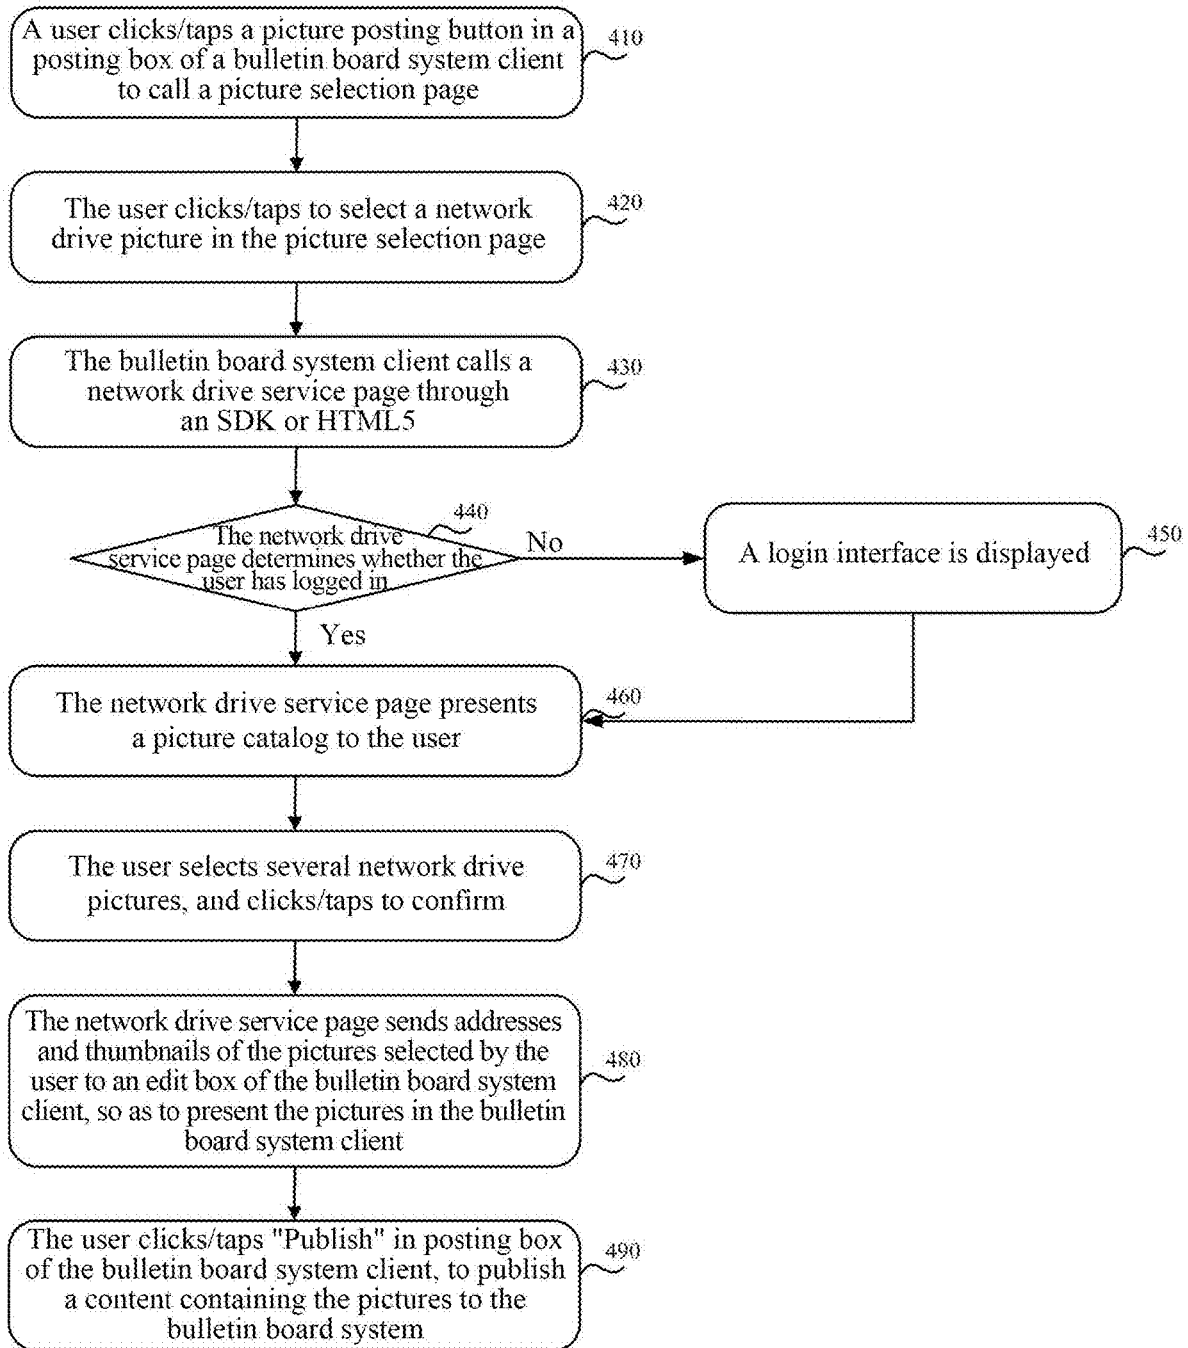 A user clicks/taps a picture posting button in a
posting box of a bulletin board system client
to call a picture selection page
410
The user clicks/taps to select a network
drive picture in the picture selection page
420
The bulletin board system client calls a
network drive service page through
an SDK or HTML5
430
The network drive
service page determines whether the
user has logged in
440
No
A login interface is displayed
450
Yes
The network drive service page presents
a picture catalog to the user
460
The user selects several network drive
pictures, and clicks/taps to confirm
470
The network drive service page sends addresses
and thumbnails of the pictures selected by the
user to an edit box of the bulletin board system
client, so as to present the pictures in the bulletin
board system client
480
The user clicks/taps "Publish" in posting box
of the bulletin board system client, to publish
a content containing the pictures to the
bulletin board system
490